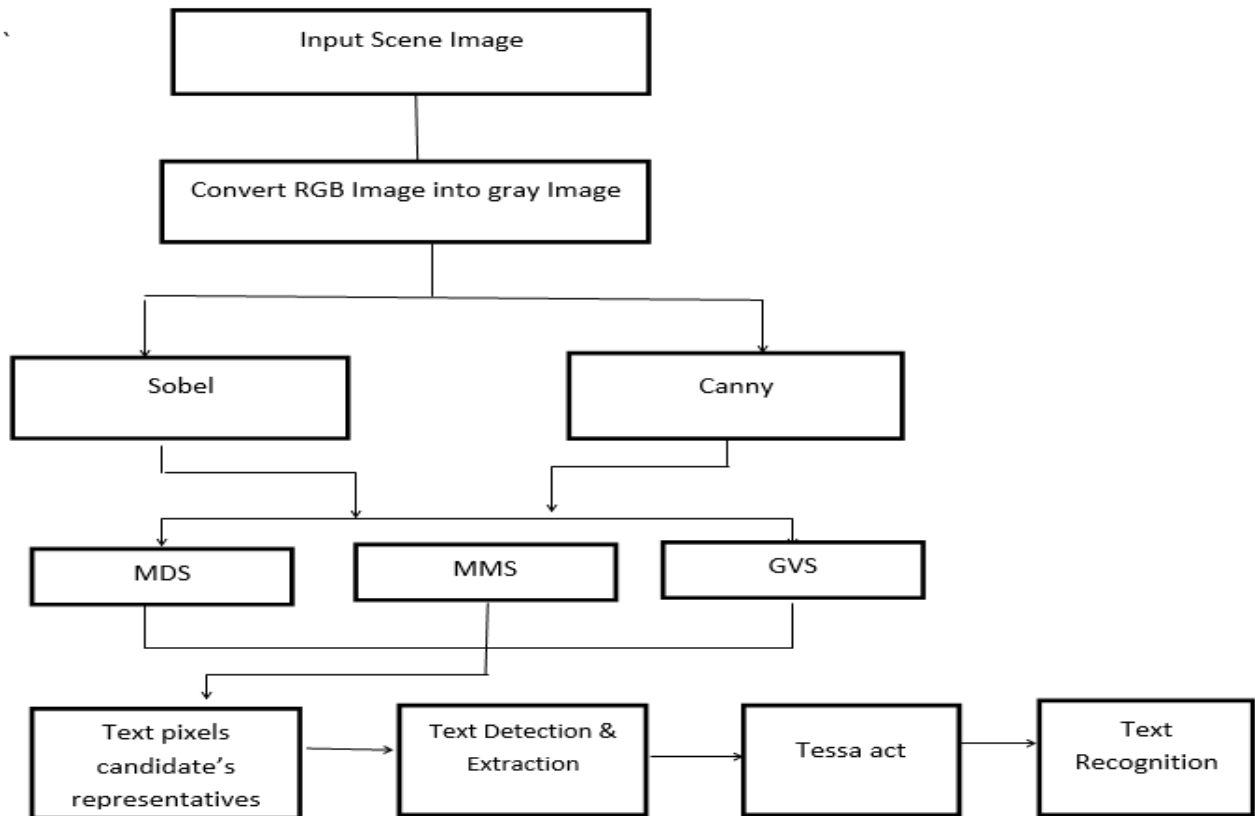 Input Scene Image
Convert RGB Image into gray Image
Sobel
Canny
MDS
MMS
GVS
Text pixels
candidate’s
representatives
Text Detection &
Extraction
Tessa act
Text
Recognition